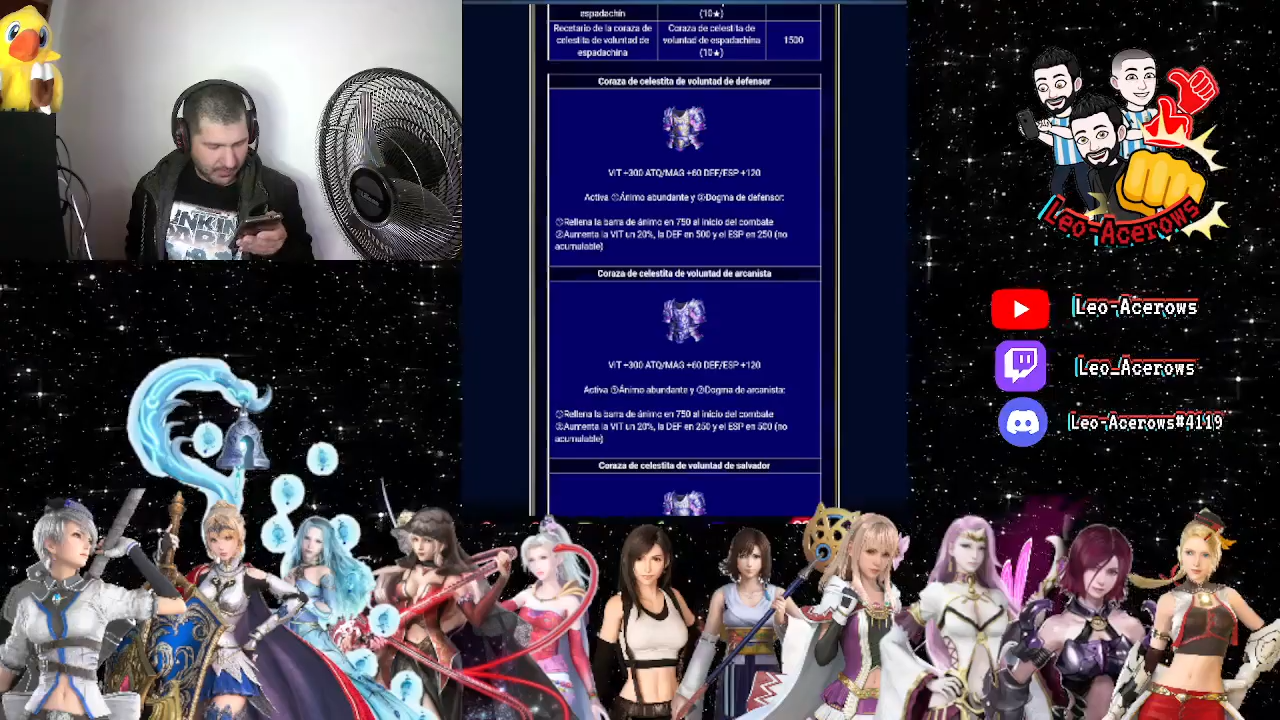 espadachín
(10★)
Recetario de la coraza de
celestita de voluntad de
espadachina
Coraza de celestita de
voluntad de espadachina
(10★)
1500
Coraza de celestita de voluntad de defensor
VIT +300 ATQ/MAG +60 DEF/ESP +120
Activa ①Ánimo abundante y ②Dogma de defensor:
①Rellena la barra de ánimo en 750 al inicio del combate
②Aumenta la VIT un 20%, la DEF en 500 y el ESP en 250 (no
acumulable)
Coraza de celestita de voluntad de arcanista
VIT +300 ATQ/MAG +60 DEF/ESP +120
Activa ①Ánimo abundante y ②Dogma de arcanista:
①Rellena la barra de ánimo en 750 al inicio del combate
②Aumenta la VIT un 20%, la DEF en 250 y el ESP en 500 (no
acumulable)
Coraza de celestita de voluntad de salvador
LINKIN
PARK
Leo-Acerows
Leo-Acerows
Leo_Acerows
Leo-Acerows#4119